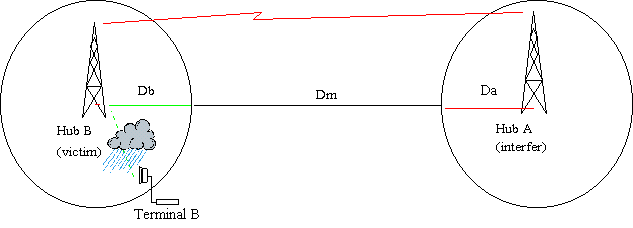 Db
Dm
Da
Hub B
(victim)
Hub A
(interfer)
Terminal B